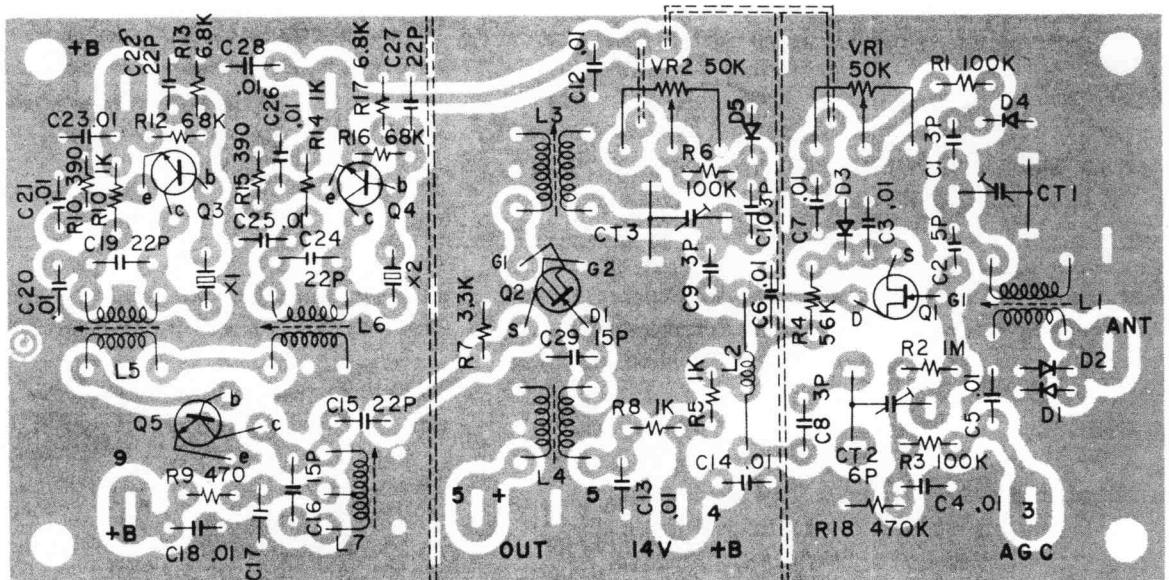 +B
C22
22P
R13
6.8K
C28
.01
C26
.01
R14 1K
R17 6.8K
C27
22P
C12 .01
VR2 50K
D5
VR1
50K
R1 100K
D4
C23 .01
R12 68K
R16 68K
L3
R6
100K
C1 3P
CT1
C21
.01
R10 390
R10 1K
R15 390
b
e
c
Q3
b
e
c
Q4
CT3
C10 3P
C7 .01
D3
C3 .01
C25 .01
C19 22P
C24
22P
C20
.01
X1
X2
G1
G2
Q2
S
D1
C9 3P
C6 .01
R4
56K
S
D
G1
Q1
C2 5P
L1
ANT
L5
L6
R7 3.3K
C29 15P
L2
R5 1K
R2 1M
D2
D1
b
Q5
c
e
C15 22P
R8 1K
C8 3P
CT2
6P
C5 .01
R3 100K
9
R9 470
C16 15P
L4
5 +
5
C13 .01
C14 .01
4
C4 .01
3
R18 470K
+B
C18 .01
C17
L7
OUT
14V
+B
AGC